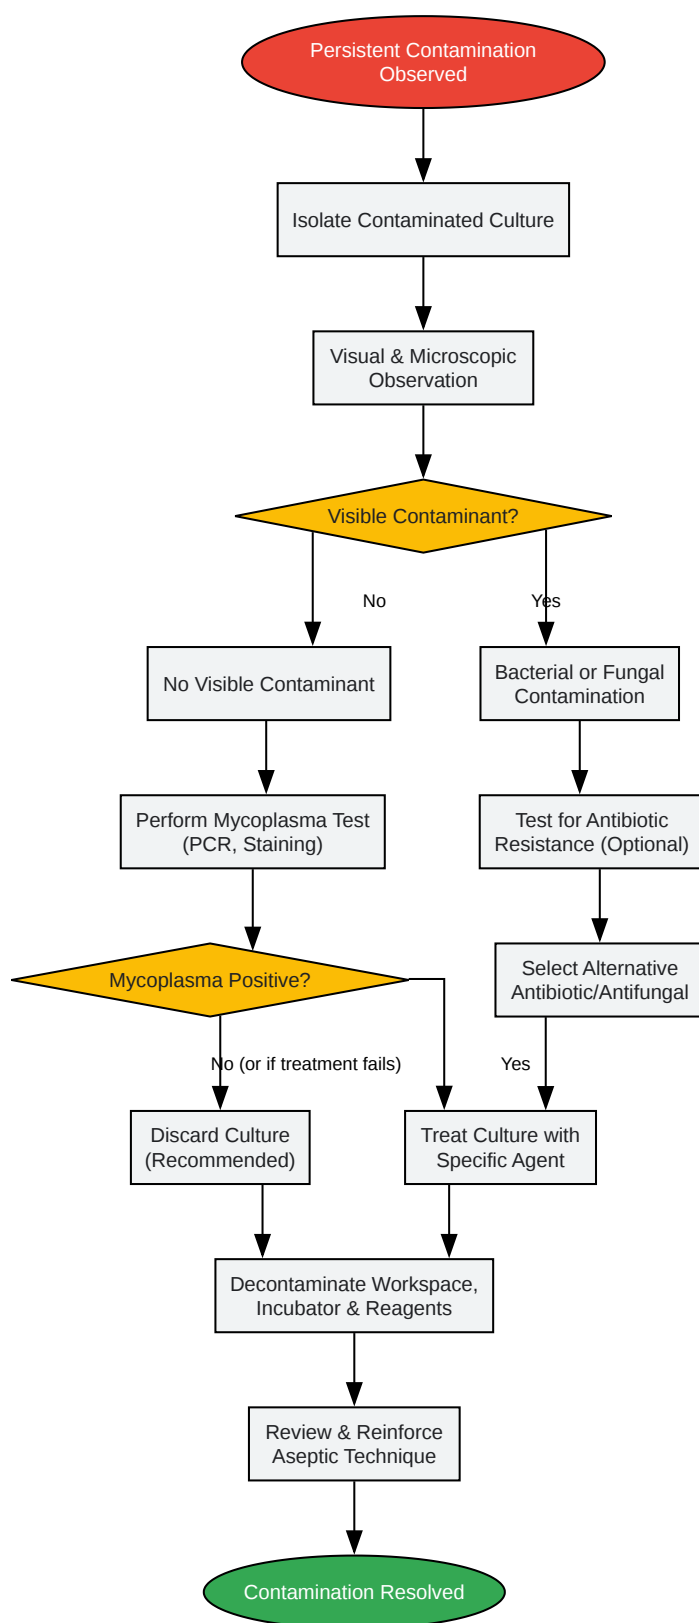 Persistent Contamination
Observed
Isolate Contaminated Culture
Visual & Microscopic
Observation
Visible Contaminant?
No
Yes
No Visible Contaminant
Bacterial or Fungal
Contamination
Perform Mycoplasma Test
(PCR, Staining)
Test for Antibiotic
Resistance (Optional)
Mycoplasma Positive?
Select Alternative
Antibiotic/Antifungal
No (or if treatment fails)
Yes
Discard Culture
(Recommended)
Treat Culture with
Specific Agent
Decontaminate Workspace,
Incubator & Reagents
Review & Reinforce
Aseptic Technique
Contamination Resolved